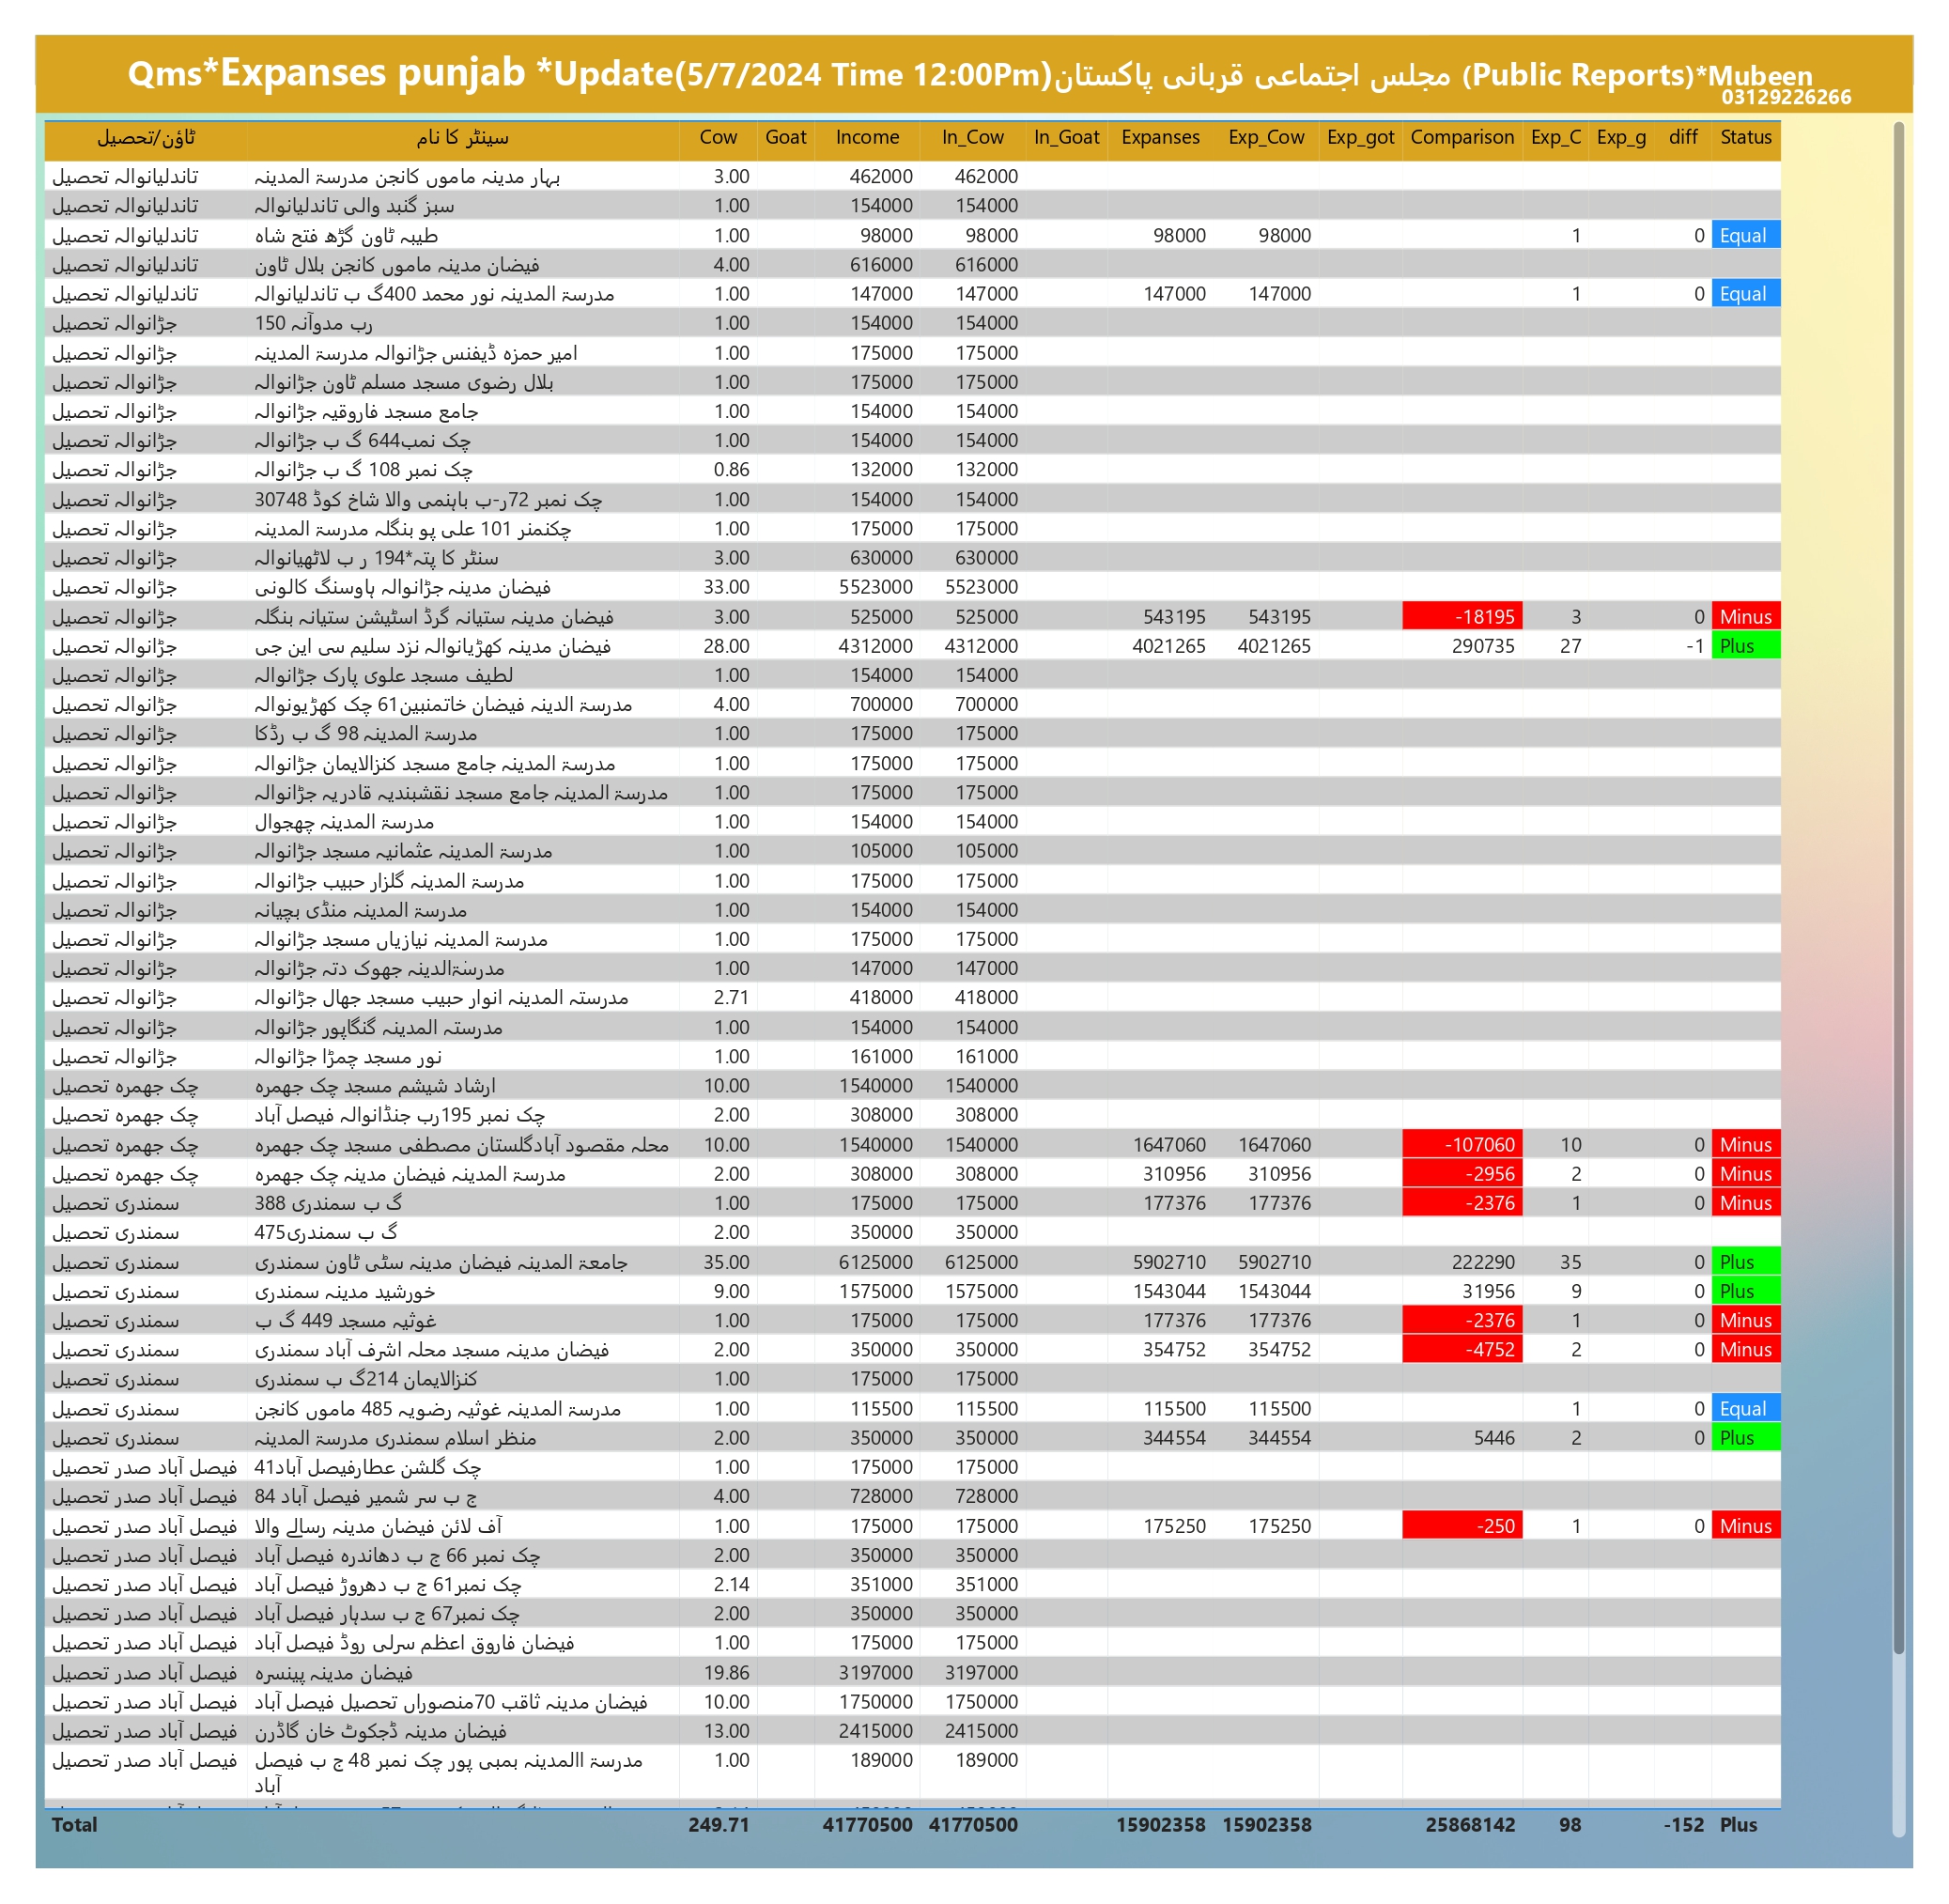 Qms*Expanses punjab *Update(5/7/2024 Time 12:00Pm)مجلس اجتماعی قربانی پاکستان (Public Reports)*Mubeen
03129226266
ٹاؤن/تحصیل سینٹر کا نام Cow Goat Income In_Cow In_Goat Expanses Exp_Cow Exp_got Comparison Exp_C Exp_g diff Status
تاندلیانوالہ تحصیل بہار مدینہ ماموں کانجن مدرسۃ المدینہ 3.00 462000 462000
تاندلیانوالہ تحصیل سبز گنبد والی تاندلیانوالہ 1.00 154000 154000
تاندلیانوالہ تحصیل طیبہ ٹاون گڑھ فتح شاہ 1.00 98000 98000 98000 98000 1 0 Equal
تاندلیانوالہ تحصیل فیضان مدینہ ماموں کانجن بلال ٹاون 4.00 616000 616000
تاندلیانوالہ تحصیل مدرسۃ المدینہ نور محمد 400گ ب تاندلیانوالہ 1.00 147000 147000 147000 147000 1 0 Equal
جڑانوالہ تحصیل 150 رب مدوآنہ 1.00 154000 154000
جڑانوالہ تحصیل امیر حمزہ ڈیفنس جڑانوالہ مدرسۃ المدینہ 1.00 175000 175000
جڑانوالہ تحصیل بلال رضوی مسجد مسلم ٹاون جڑانوالہ 1.00 175000 175000
جڑانوالہ تحصیل جامع مسجد فاروقیہ جڑانوالہ 1.00 154000 154000
جڑانوالہ تحصیل چک نمب644 گ ب جڑانوالہ 1.00 154000 154000
جڑانوالہ تحصیل چک نمبر 108 گ ب جڑانوالہ 0.86 132000 132000
جڑانوالہ تحصیل چک نمبر 72ر-ب باہنمی والا شاخ کوڈ 30748 1.00 154000 154000
جڑانوالہ تحصیل چکنمنر 101 علی پو بنگلہ مدرسۃ المدینہ 1.00 175000 175000
جڑانوالہ تحصیل سنٹر کا پتہ*194 ر ب لاٹھیانوالہ 3.00 630000 630000
جڑانوالہ تحصیل فیضان مدینہ جڑانوالہ ہاوسنگ کالونی 33.00 5523000 5523000
جڑانوالہ تحصیل فیضان مدینہ ستیانہ گرڈ اسٹیشن ستیانہ بنگلہ 3.00 525000 525000 543195 543195 -18195 3 0 Minus
جڑانوالہ تحصیل فیضان مدینہ کھڑیانوالہ نزد سلیم سی این جی 28.00 4312000 4312000 4021265 4021265 290735 27 -1 Plus
جڑانوالہ تحصیل لطیف مسجد علوی پارک جڑانوالہ 1.00 154000 154000
جڑانوالہ تحصیل مدرسۃ الدینہ فیضان خاتمنبین61 چک کھڑیونوالہ 4.00 700000 700000
جڑانوالہ تحصیل مدرسۃ المدینہ 98 گ ب رڈکا 1.00 175000 175000
جڑانوالہ تحصیل مدرسۃ المدینہ جامع مسجد کنزالایمان جڑانوالہ 1.00 175000 175000
جڑانوالہ تحصیل مدرسۃ المدینہ جامع مسجد نقشبندیہ قادریہ جڑانوالہ 1.00 175000 175000
جڑانوالہ تحصیل مدرسۃ المدینہ چھجوال 1.00 154000 154000
جڑانوالہ تحصیل مدرسۃ المدینہ عثمانیہ مسجد جڑانوالہ 1.00 105000 105000
جڑانوالہ تحصیل مدرسۃ المدینہ گلزار حبیب جڑانوالہ 1.00 175000 175000
جڑانوالہ تحصیل مدرسۃ المدینہ منڈی بچیانہ 1.00 154000 154000
جڑانوالہ تحصیل مدرسۃ المدینہ نیازیاں مسجد جڑانوالہ 1.00 175000 175000
جڑانوالہ تحصیل مدرسۃالدینہ جھوک دتہ جڑانوالہ 1.00 147000 147000
جڑانوالہ تحصیل مدرستہ المدینہ انوار حبیب مسجد جھال جڑانوالہ 2.71 418000 418000
جڑانوالہ تحصیل مدرستہ المدینہ گنگاپور جڑانوالہ 1.00 154000 154000
جڑانوالہ تحصیل نور مسجد چمڑا جڑانوالہ 1.00 161000 161000
چک جھمرہ تحصیل ارشاد شیشم مسجد چک جھمرہ 10.00 1540000 1540000
چک جھمرہ تحصیل چک نمبر 195رب جنڈانوالہ فیصل آباد 2.00 308000 308000
چک جھمرہ تحصیل محلہ مقصود آبادگلستان مصطفی مسجد چک جھمرہ 10.00 1540000 1540000 1647060 1647060 -107060 10 0 Minus
چک جھمرہ تحصیل مدرسۃ المدینہ فیضان مدینہ چک جھمرہ 2.00 308000 308000 310956 310956 -2956 2 0 Minus
سمندری تحصیل 388 گ ب سمندری 1.00 175000 175000 177376 177376 -2376 1 0 Minus
سمندری تحصیل 475گ ب سمندری 2.00 350000 350000
سمندری تحصیل جامعۃ المدینہ فیضان مدینہ سٹی ٹاون سمندری 35.00 6125000 6125000 5902710 5902710 222290 35 0 Plus
سمندری تحصیل خورشید مدینہ سمندری 9.00 1575000 1575000 1543044 1543044 31956 9 0 Plus
سمندری تحصیل غوثیہ مسجد 449 گ ب 1.00 175000 175000 177376 177376 -2376 1 0 Minus
سمندری تحصیل فیضان مدینہ مسجد محلہ اشرف آباد سمندری 2.00 350000 350000 354752 354752 -4752 2 0 Minus
سمندری تحصیل کنزالایمان 214گ ب سمندری 1.00 175000 175000
سمندری تحصیل مدرسۃ المدینہ غوثیہ رضویہ 485 ماموں کانجن 1.00 115500 115500 115500 115500 1 0 Equal
سمندری تحصیل منظر اسلام سمندری مدرسۃ المدینہ 2.00 350000 350000 344554 344554 5446 2 0 Plus
فیصل آباد صدر تحصیل 41چک گلشن عطارفیصل آباد 1.00 175000 175000
فیصل آباد صدر تحصیل 84 ج ب سر شمیر فیصل آباد 4.00 728000 728000
فیصل آباد صدر تحصیل آف لائن فیضان مدینہ رسالے والا 1.00 175000 175000 175250 175250 -250 1 0 Minus
فیصل آباد صدر تحصیل چک نمبر 66 ج ب دھاندرہ فیصل آباد 2.00 350000 350000
فیصل آباد صدر تحصیل چک نمبر61 ج ب دھروڑ فیصل آباد 2.14 351000 351000
فیصل آباد صدر تحصیل چک نمبر67 ج ب سدہار فیصل آباد 2.00 350000 350000
فیصل آباد صدر تحصیل فیضان فاروق اعظم سرلی روڈ فیصل آباد 1.00 175000 175000
فیصل آباد صدر تحصیل فیضان مدینہ پینسرہ 19.86 3197000 3197000
فیصل آباد صدر تحصیل فیضان مدینہ ثاقب 70منصوراں تحصیل فیصل آباد 10.00 1750000 1750000
فیصل آباد صدر تحصیل فیضان مدینہ ڈجکوٹ خان گاڈرن 13.00 2415000 2415000
فیصل آباد صدر تحصیل مدرسۃ االمدینہ بمبی پور چک نمبر 48 ج ب فیصل 1.00 189000 189000
آباد
Total 249.71 41770500 41770500 15902358 15902358 25868142 98 -152 Plus